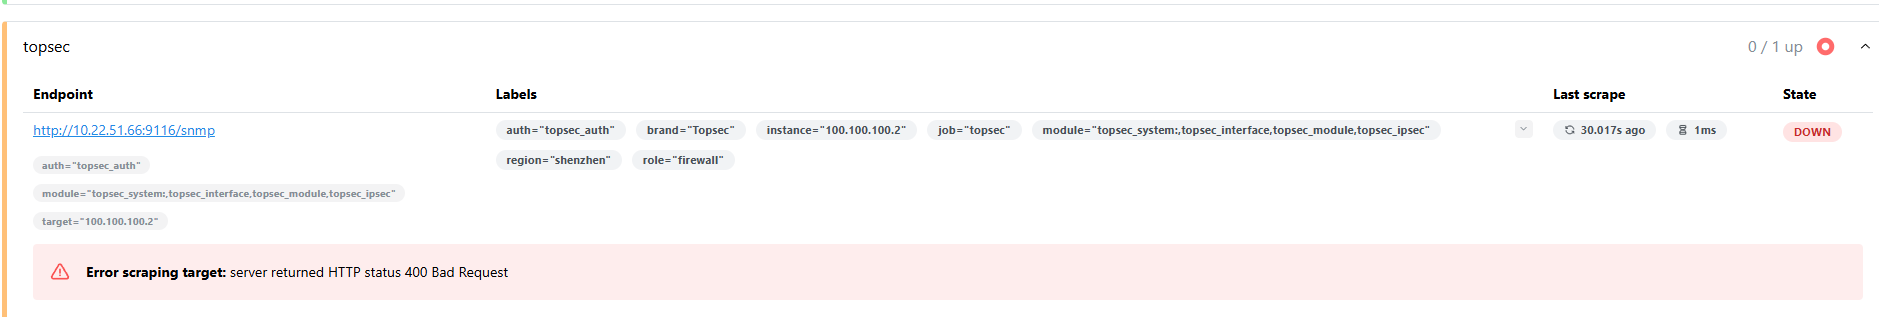 topsec 0 / 1 up
Endpoint Labels Last scrape State
http://10.22.51.66:9116/snmp auth="topsec_auth" brand="Topsec" instance="100.100.100.2" job="topsec" module="topsec_system:,topsec_interface,topsec_module,topsec_ipsec" 30.017s ago 1ms DOWN
region="shenzhen" role="firewall"
auth="topsec_auth"
module="topsec_system:,topsec_interface,topsec_module,topsec_ipsec"
target="100.100.100.2"
Error scraping target: server returned HTTP status 400 Bad Request